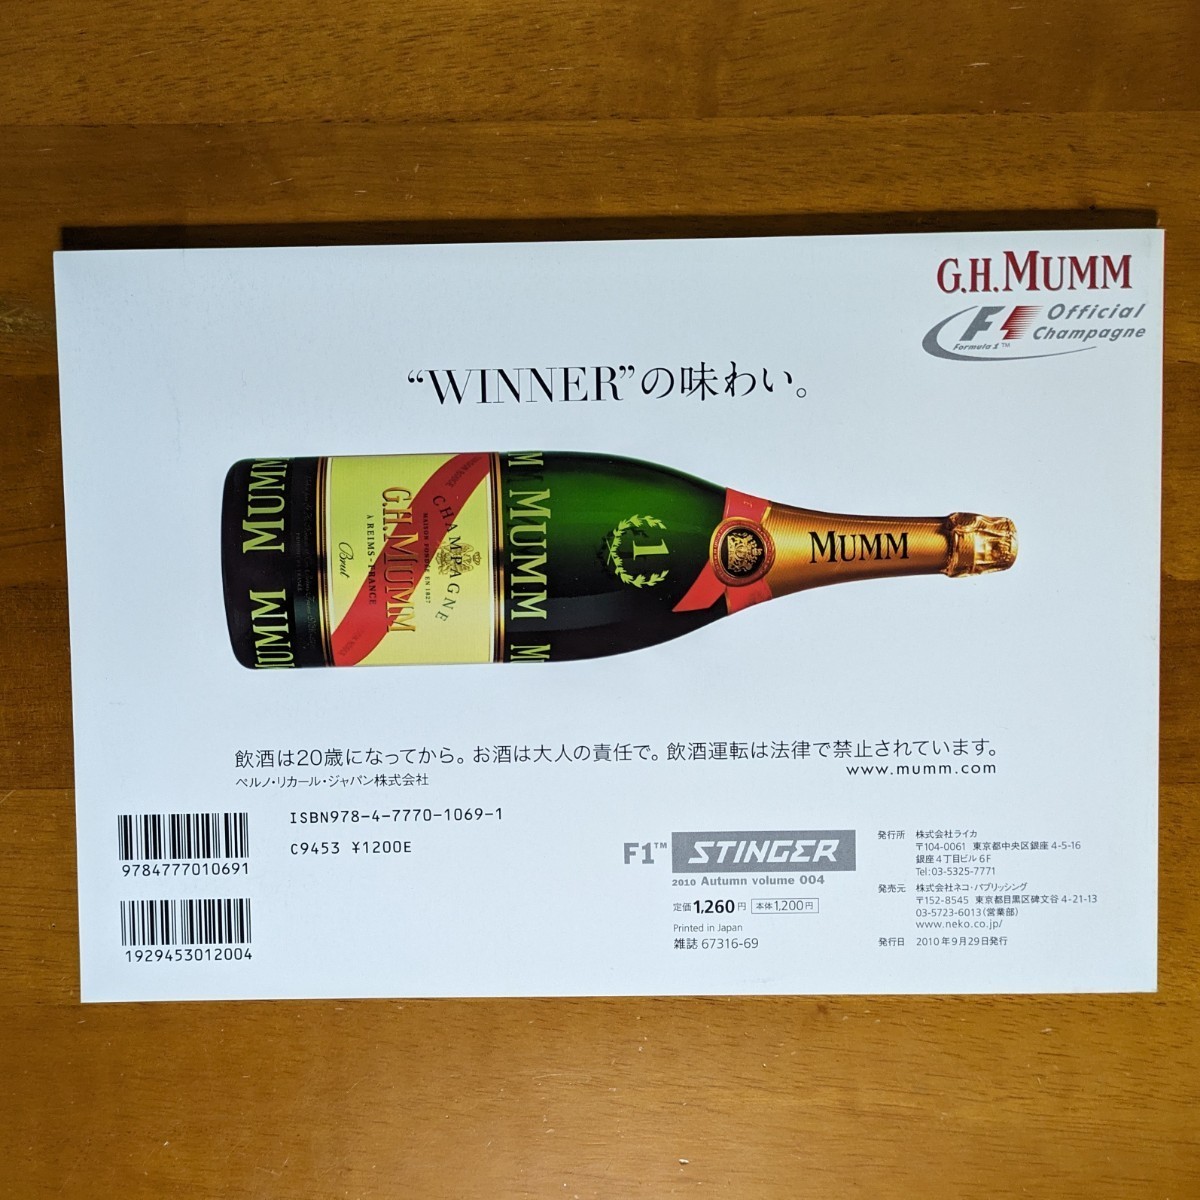 G.H.MUMM
F1 Official
Formula 1™ Champagne
“WINNER”の味わい。
MUMM
MUMM
MUMM
MUMM
CHAMPAGNE
MAISON FONDÉE EN 1827
G.H.MUMM
À REIMS-FRANCE
Brut
1
MUMM
飲酒は20歳になってから。お酒は大人の責任で。飲酒運転は法律で禁止されています。
ペルノ・リカール・ジャパン株式会社
www.mumm.com
9784777010691
1929453012004
ISBN978-4-7770-1069-1
C9453 ¥1200E
F1™ STINGER
2010 Autumn volume 004
定価1,260円 本体1,200円
Printed in Japan
雑誌 67316-69
発行所 株式会社ライカ
〒104-0061 東京都中央区銀座 4-5-16
銀座4丁目ビル 6F
Tel:03-5325-7771
発売元 株式会社ネコ・パブリッシング
〒152-8545 東京都目黒区碑文谷 4-21-13
03-5723-6013(営業部)
www.neko.co.jp/
発行日 2010年9月29日発行